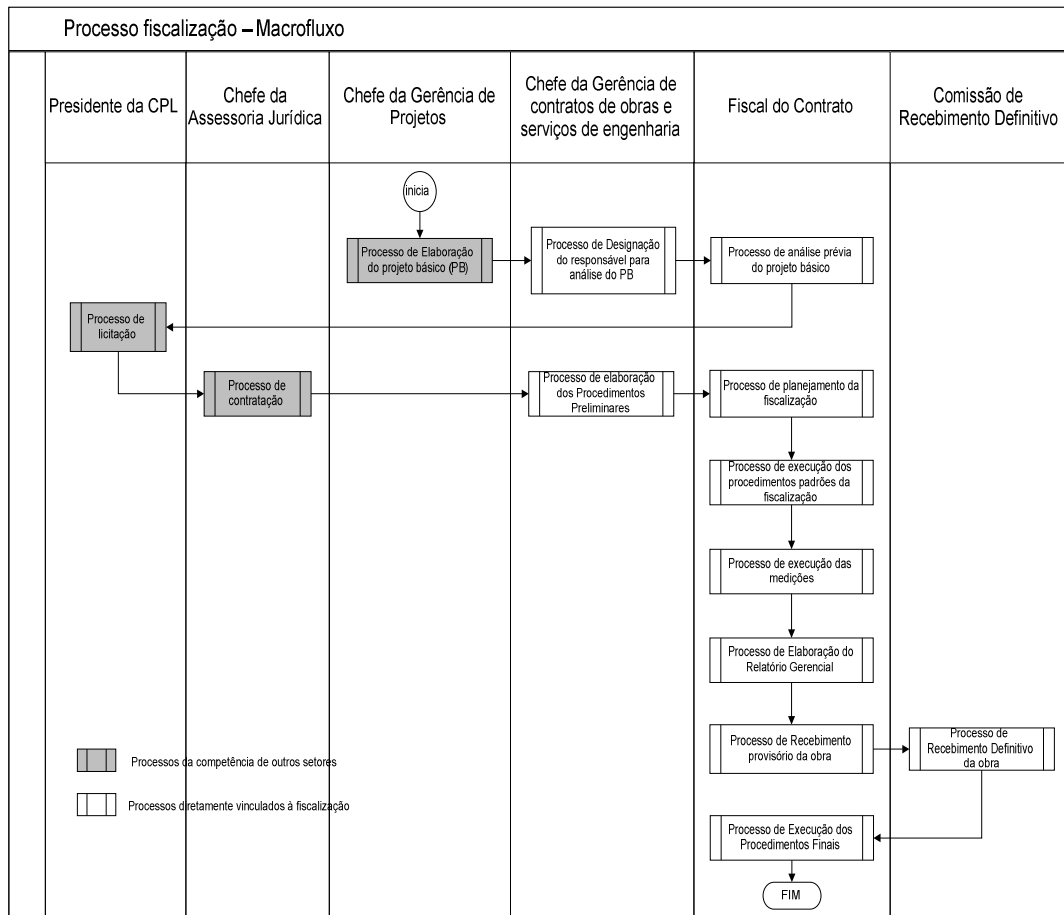 Processo fiscalização – Macrofluxo
Presidente da CPL
Chefe da
Assessoria Jurídica
Chefe da Gerência de
Projetos
Chefe da Gerência de
contratos de obras e
serviços de engenharia
Fiscal do Contrato
Comissão de
Recebimento Definitivo
inicia
Processo de Elaboração
do projeto básico (PB)
Processo de Designação
do responsável para
análise do PB
Processo de análise prévia
do projeto básico
Processo de
licitação
Processo de
contratação
Processo de elaboração
dos Procedimentos
Preliminares
Processo de planejamento da
fiscalização
Processo de execução dos
procedimentos padrões da
fiscalização
Processo de execução das
medições
Processo de Elaboração do
Relatório Gerencial
Processo de Recebimento
provisório da obra
Processo de
Recebimento Definitivo
da obra
Processos da competência de outros setores
Processos diretamente vinculados à fiscalização
Processo de Execução dos
Procedimentos Finais
FIM